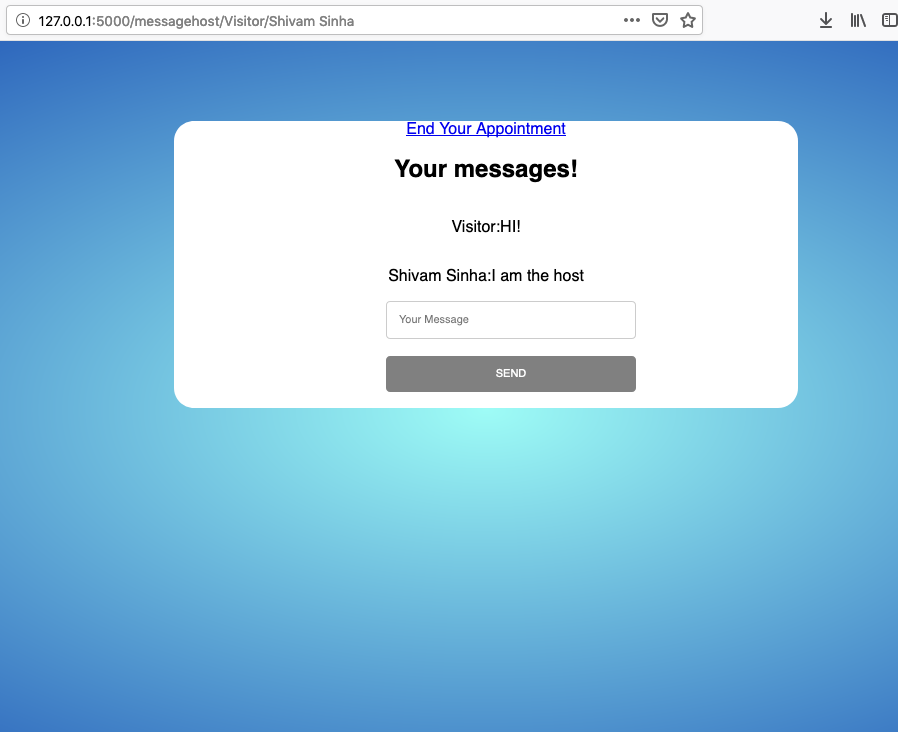 127.0.0.1:5000/messagehost/Visitor/Shivam Sinha
End Your Appointment
Your messages!
Visitor:HI!
Shivam Sinha:I am the host
Your Message
SEND